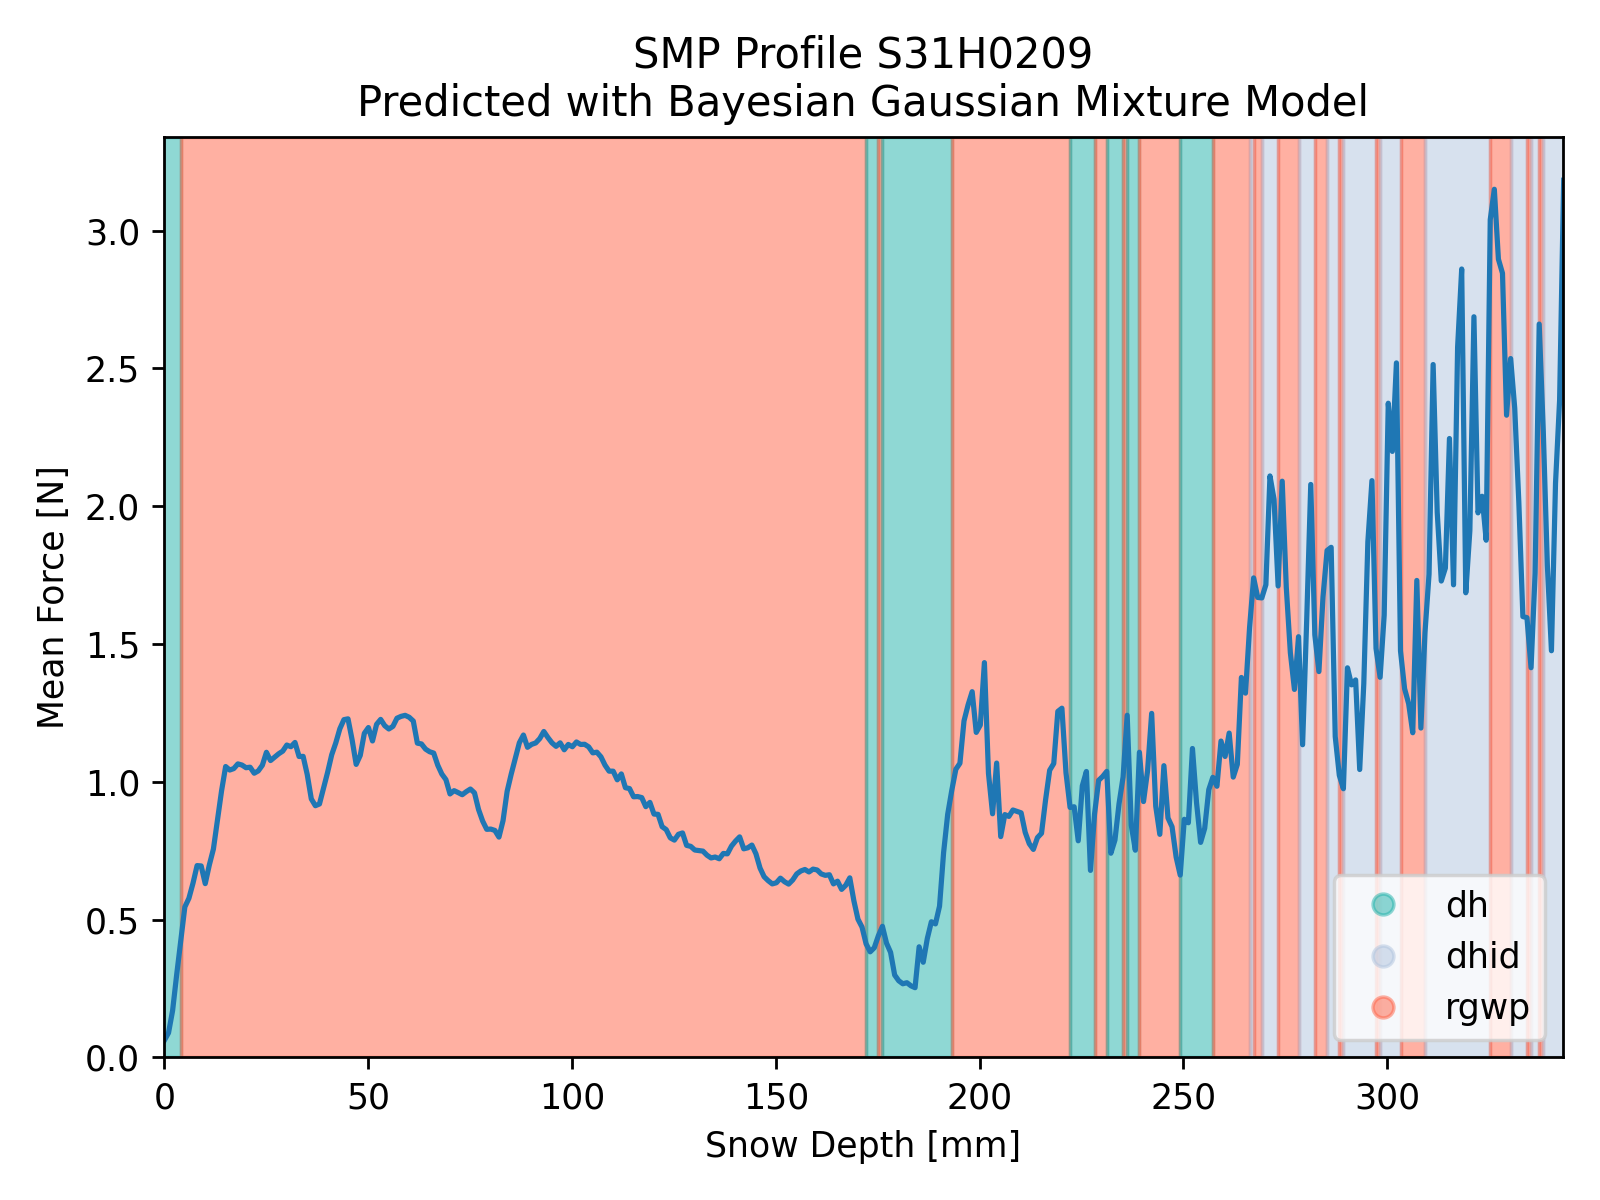 SMP Profile S31H0209
Predicted with Bayesian Gaussian Mixture Model
Mean Force [N]
3.0
2.5
2.0
1.5
1.0
0.5
0.0
dh
dhid
rgwp
0 50 100 150 200 250 300
Snow Depth [mm]